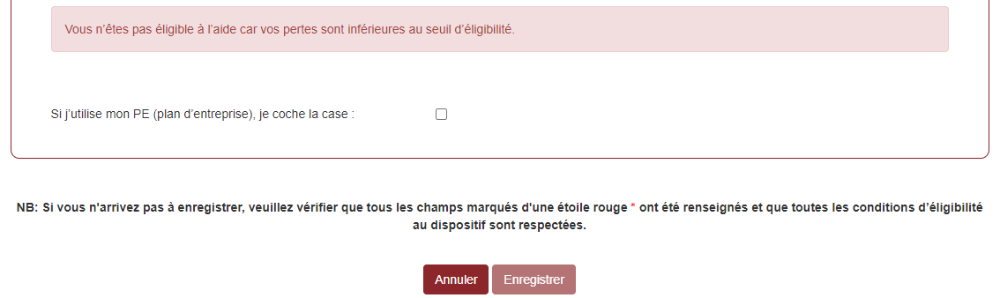 Vous n’êtes pas éligible à l’aide car vos pertes sont inférieures au seuil d’éligibilité.
Si j’utilise mon PE (plan d’entreprise), je coche la case :
NB: Si vous n'arrivez pas à enregistrer, veuillez vérifier que tous les champs marqués d'une étoile rouge * ont été renseignés et que toutes les conditions d’éligibilité
au dispositif sont respectées.
Annuler Enregistrer